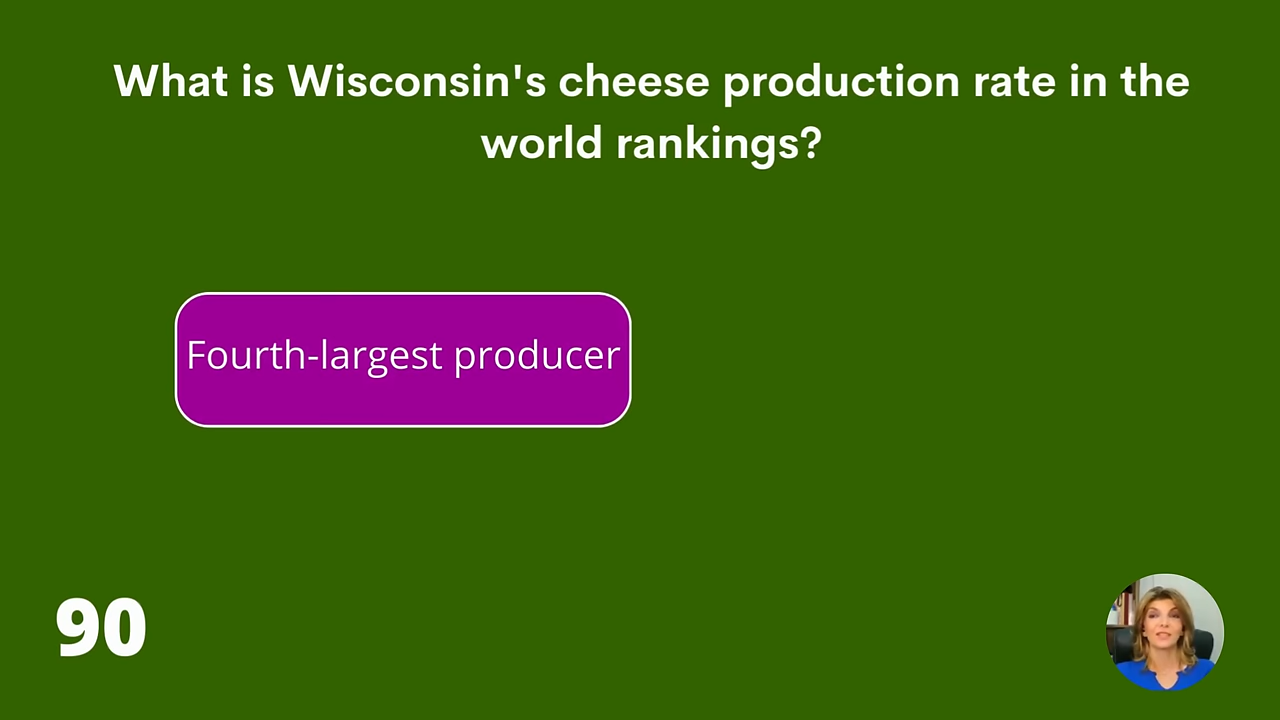 What is Wisconsin's cheese production rate in the
world rankings?
Fourth-largest producer
90